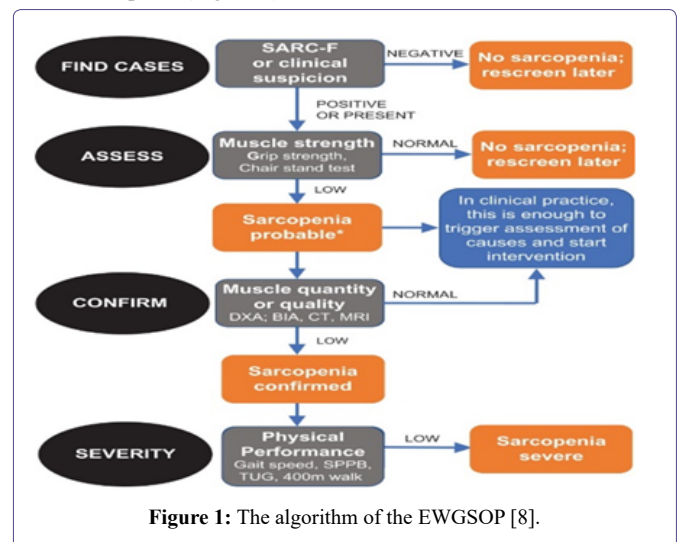 FIND CASES
SARC-F
or clinical
suspicion
NEGATIVE
No sarcopenia;
rescreen later
POSITIVE
OR PRESENT
ASSESS
Muscle strength
Grip strength,
Chair stand test
NORMAL
No sarcopenia;
rescreen later
LOW
Sarcopenia
probable*
In clinical practice,
this is enough to
trigger assessment of
causes and start
intervention
CONFIRM
Muscle quantity
or quality
DXA; BIA, CT, MRI
NORMAL
LOW
Sarcopenia
confirmed
SEVERITY
Physical
Performance
Gait speed, SPPB,
TUG, 400m walk
LOW
Sarcopenia
severe
Figure 1: The algorithm of the EWGSOP [8].